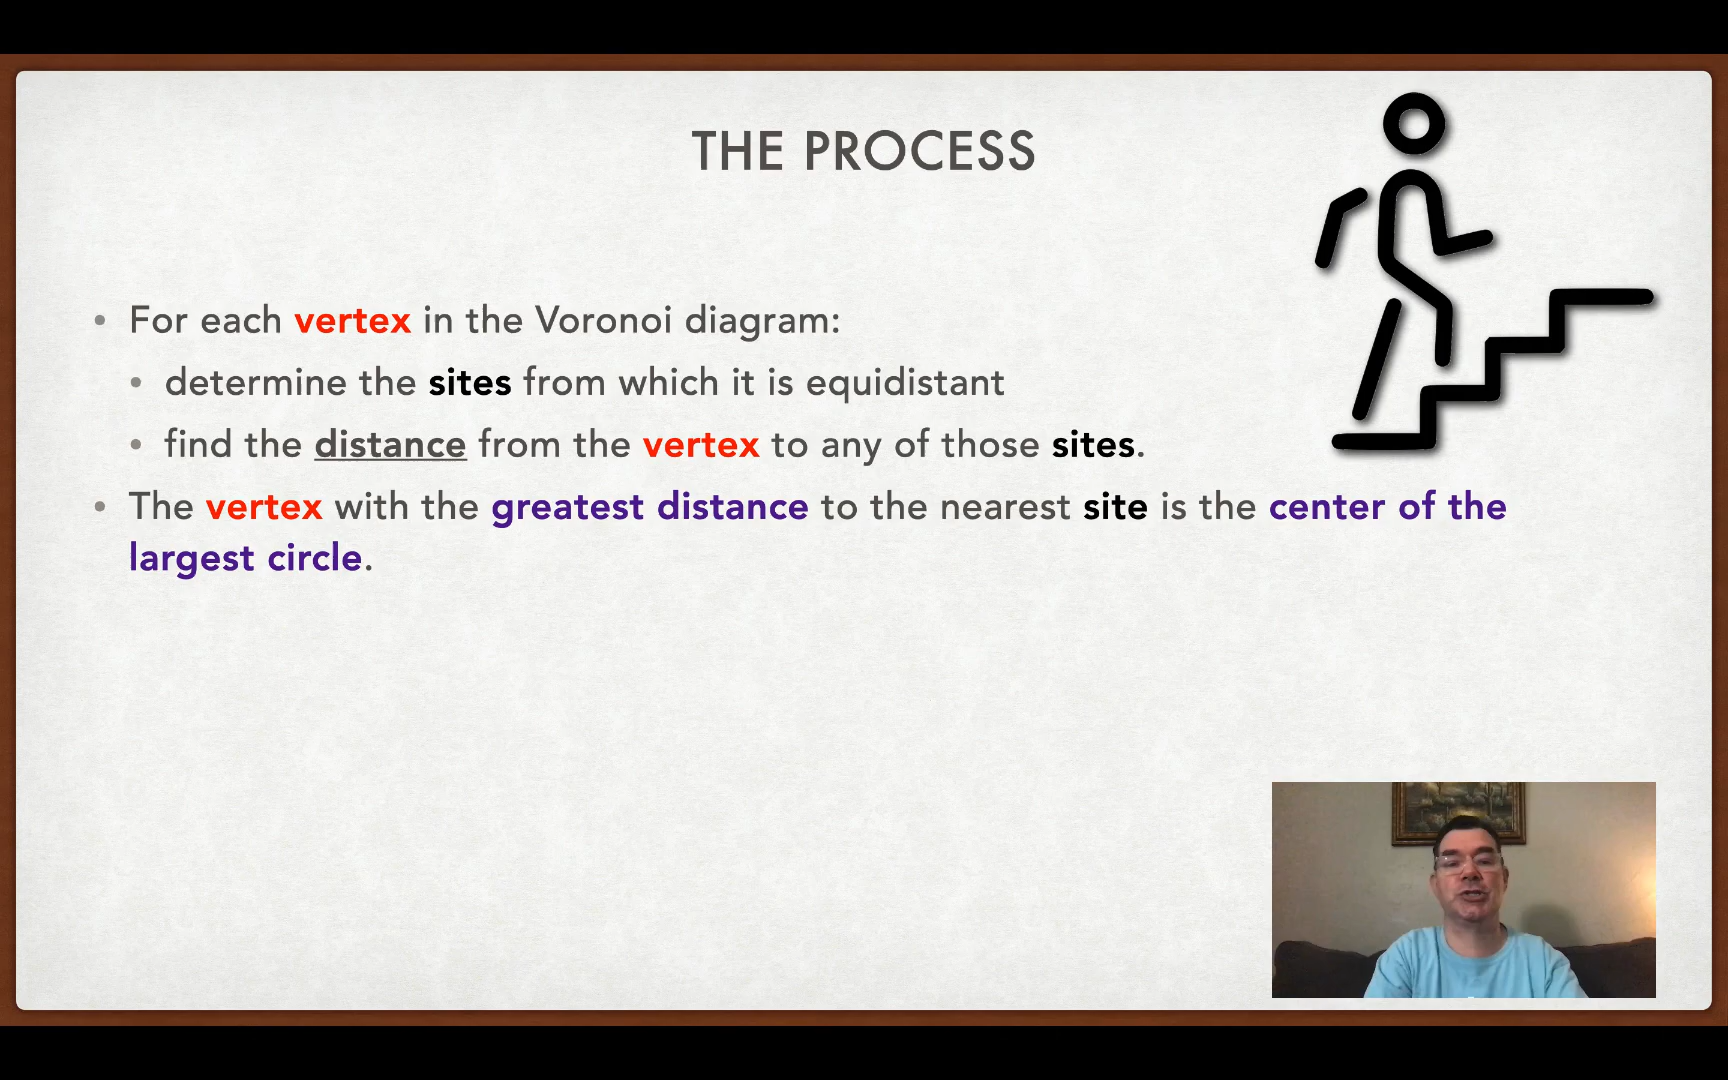 THE PROCESS
• For each vertex in the Voronoi diagram:
• determine the sites from which it is equidistant
• find the distance from the vertex to any of those sites.
• The vertex with the greatest distance to the nearest site is the center of the
largest circle.